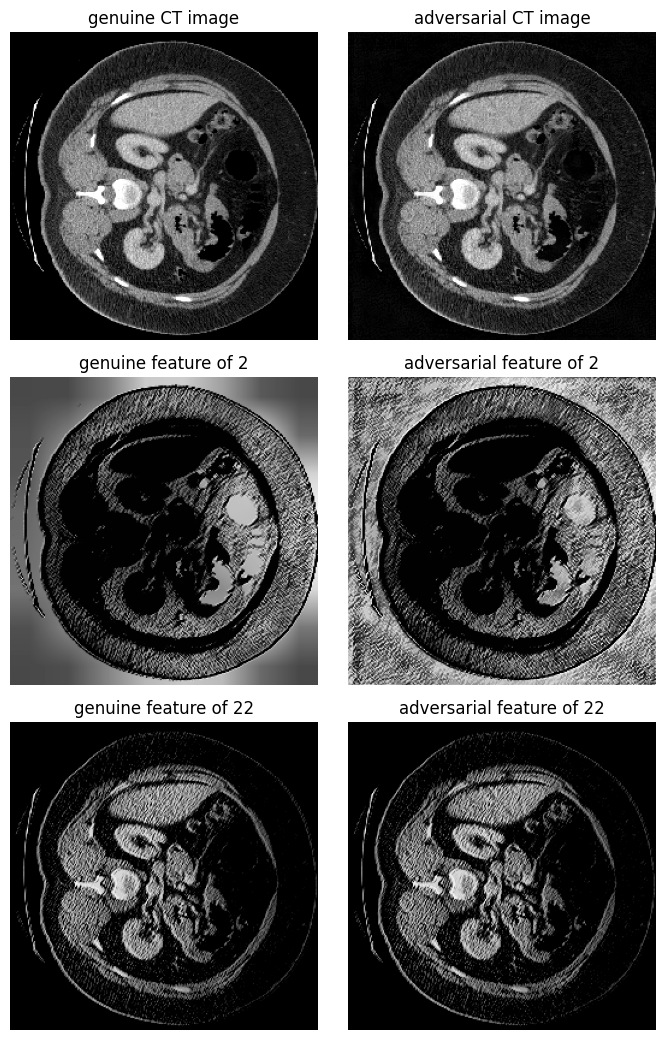 genuine CT image
adversarial CT image
genuine feature of 2
adversarial feature of 2
genuine feature of 22
adversarial feature of 22